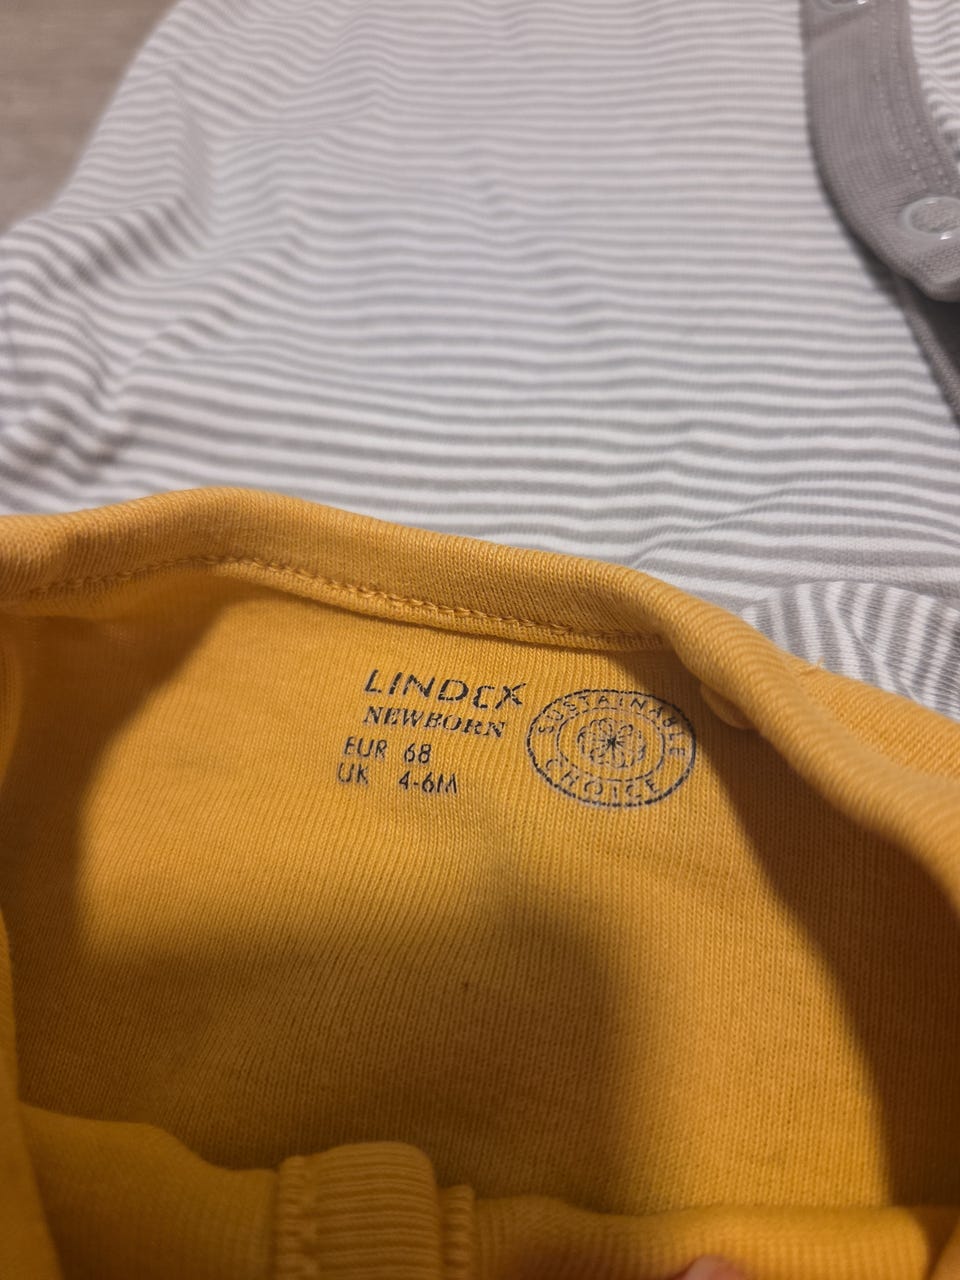 LINDEX
NEWBORN
EUR 68
UK 4-6M
SUSTAINABLE
CHOICE